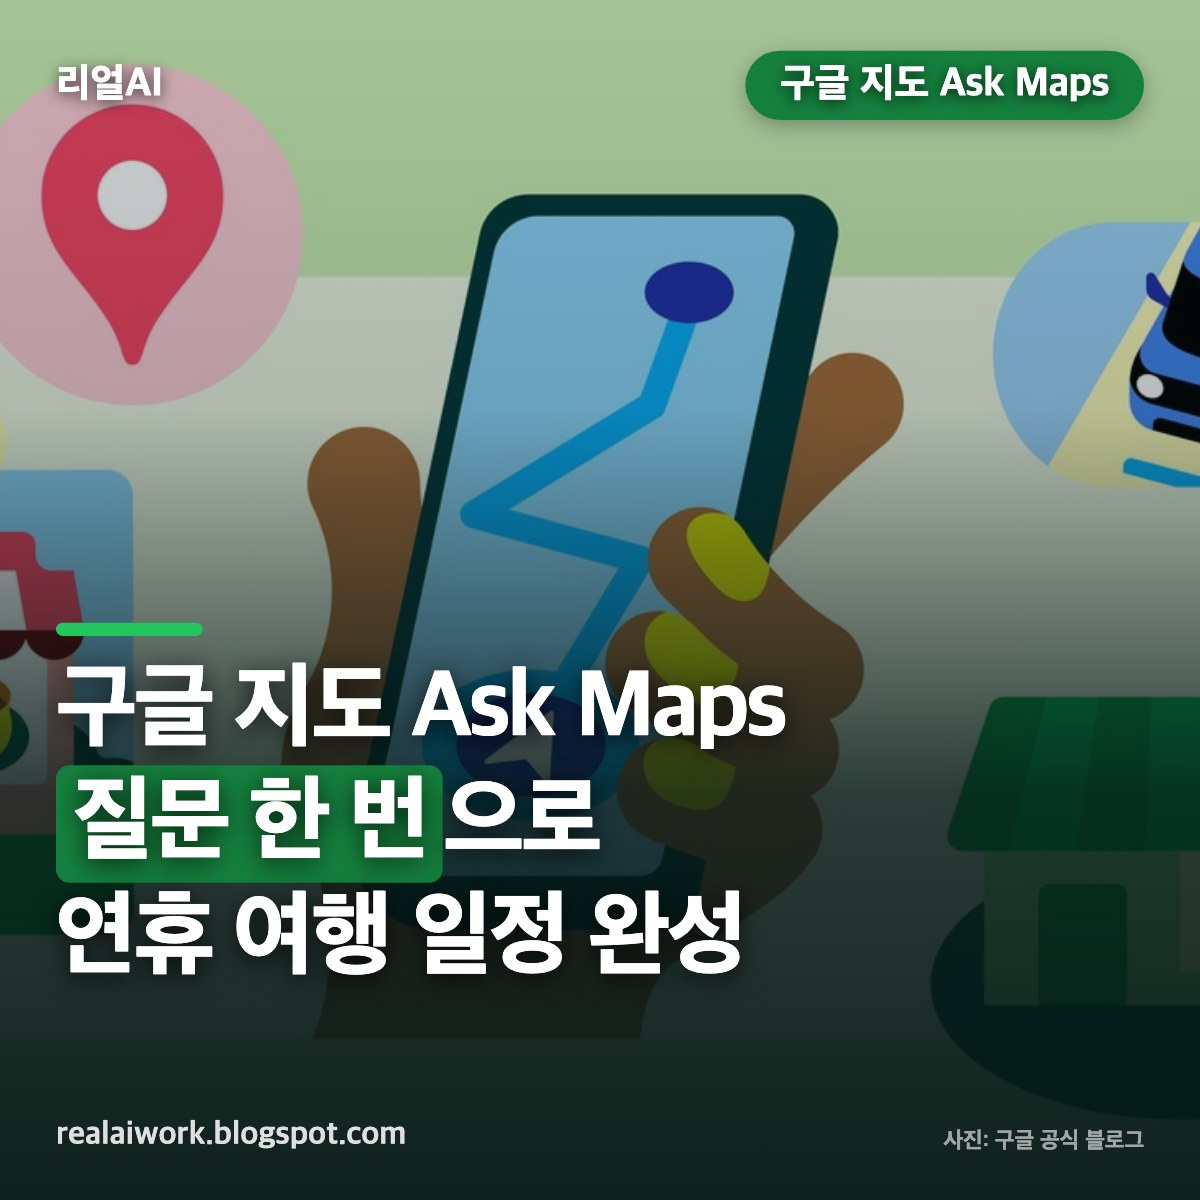 리얼AI
구글 지도 Ask Maps
구글 지도 Ask Maps
질문 한 번으로
연휴 여행 일정 완성
realaiwork.blogspot.com
사진: 구글 공식 블로그